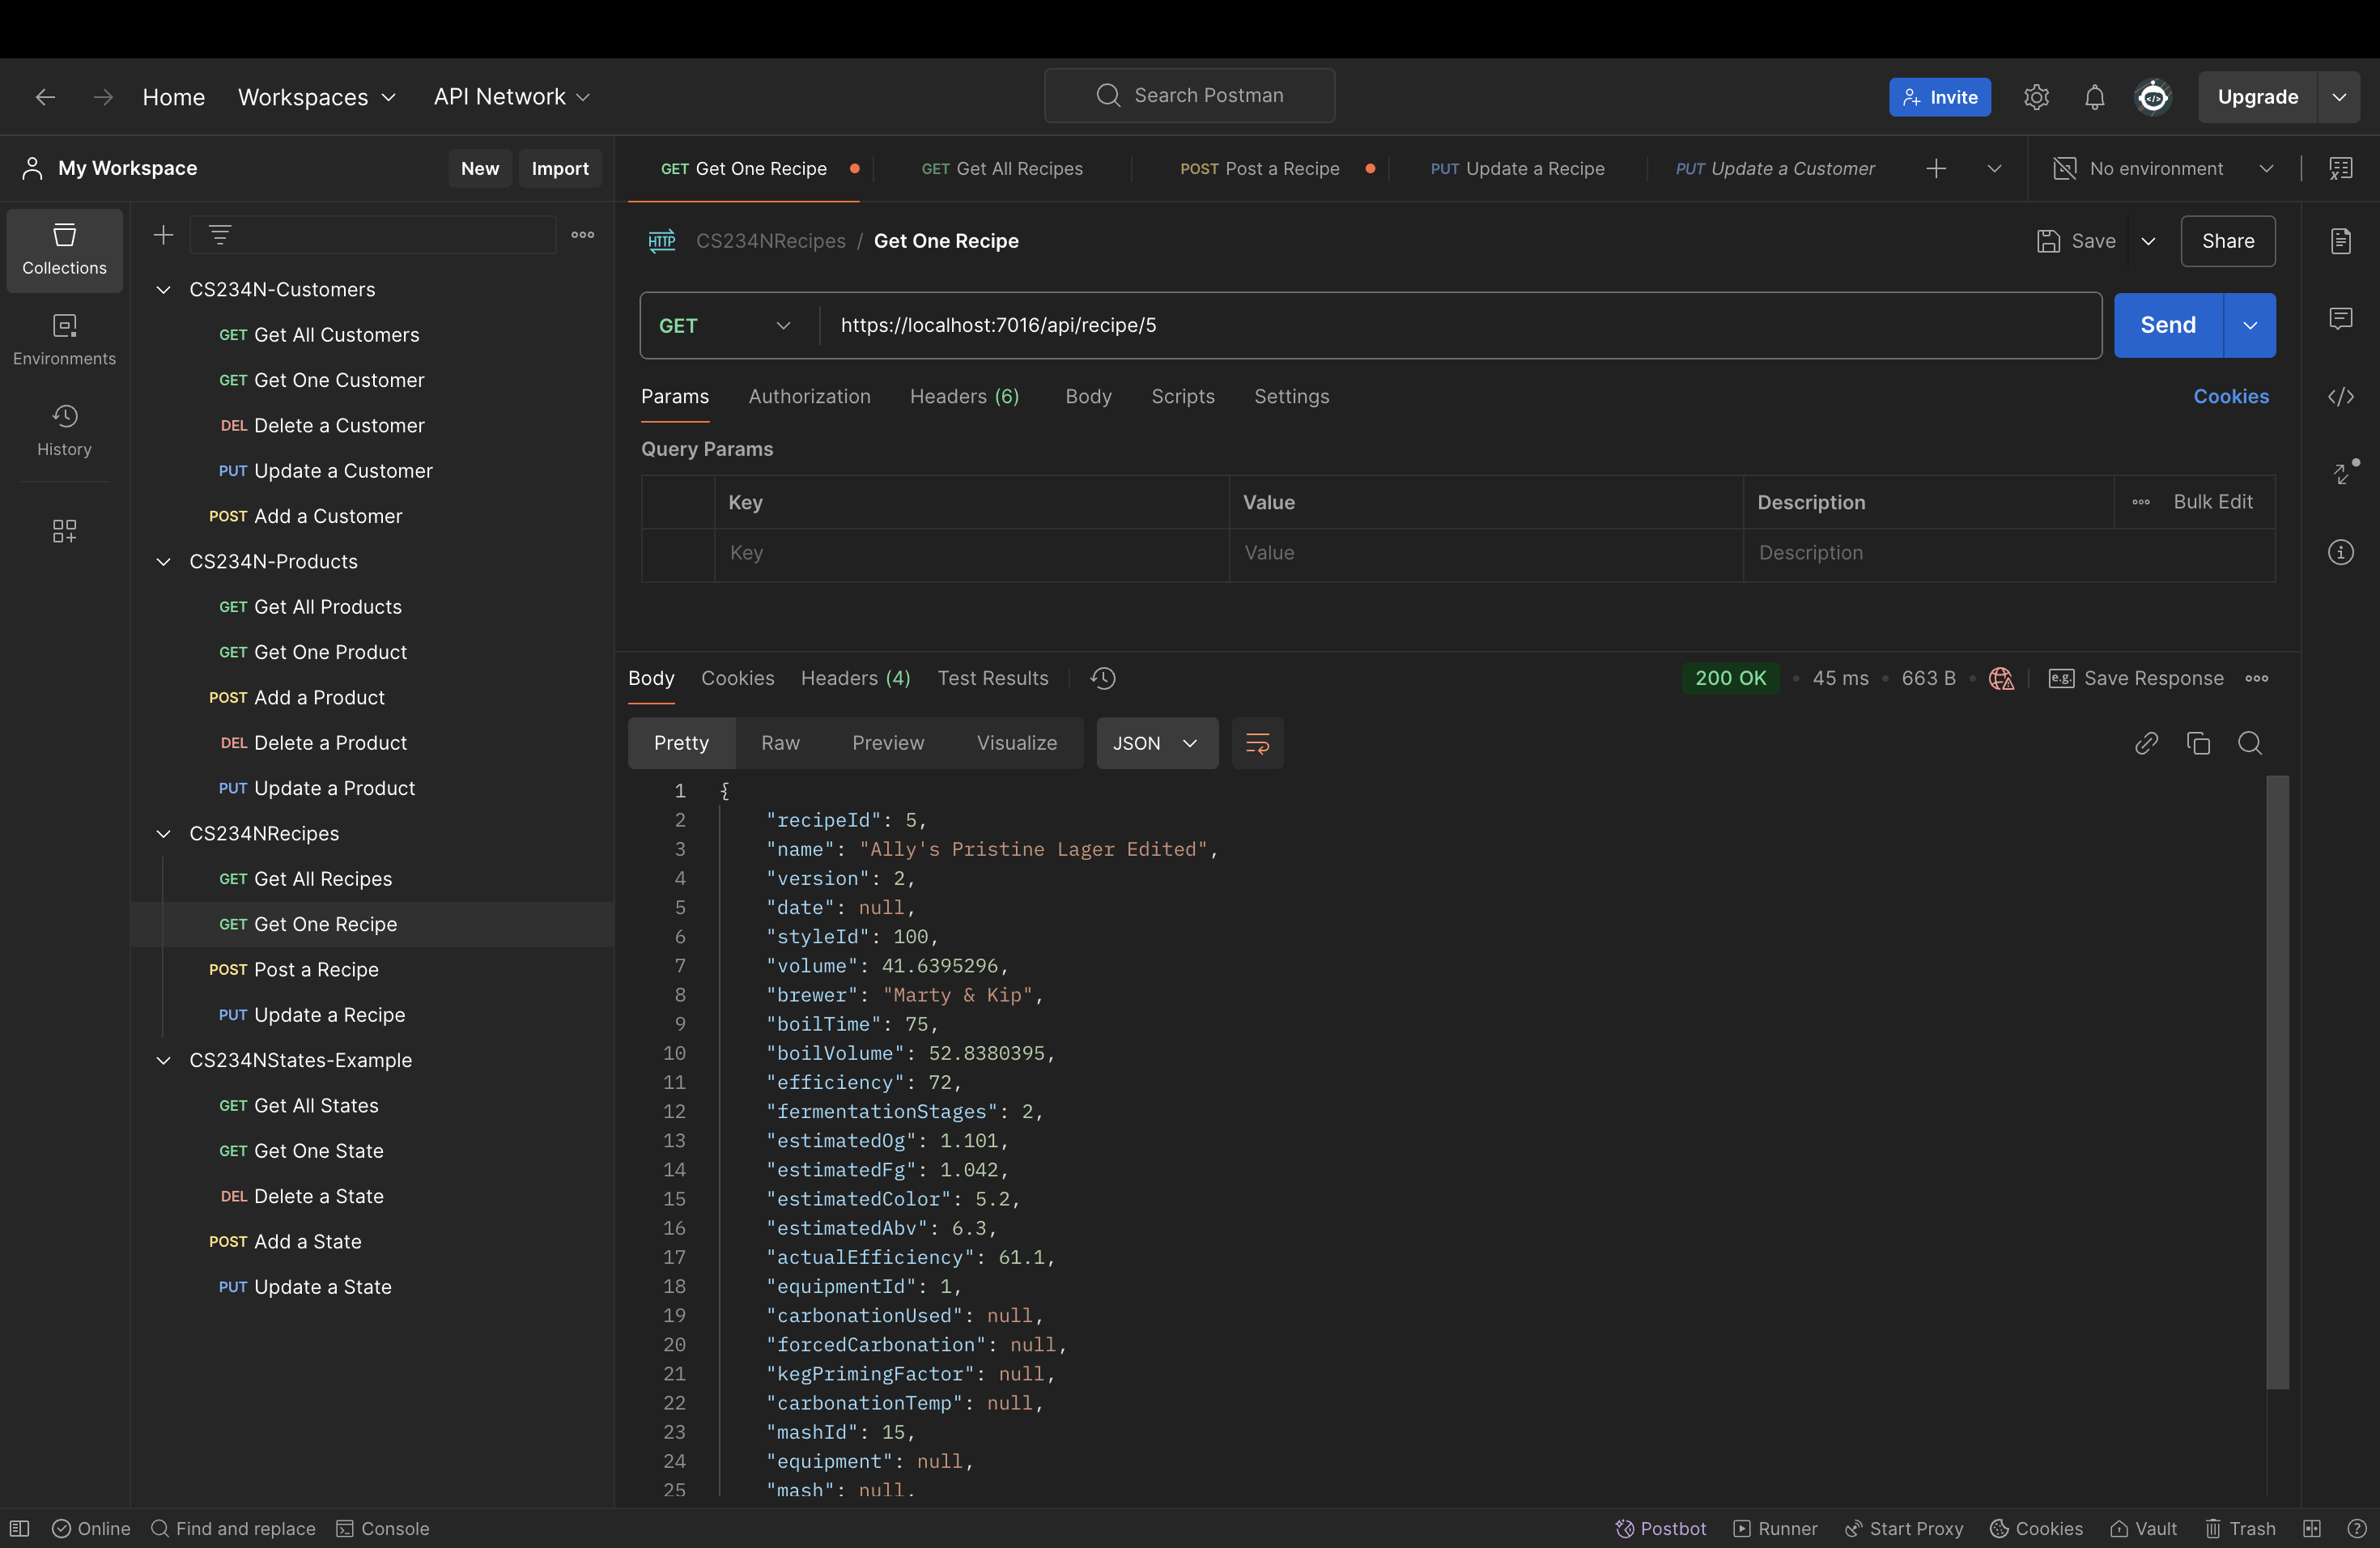 Home Workspaces API Network Search Postman Invite Upgrade
My Workspace New Import
GET Get One Recipe GET Get All Recipes POST Post a Recipe PUT Update a Recipe PUT Update a Customer No environment
Collections
Environments
History
CS234N-Customers
GET Get All Customers
GET Get One Customer
DEL Delete a Customer
PUT Update a Customer
POST Add a Customer
CS234N-Products
GET Get All Products
GET Get One Product
POST Add a Product
DEL Delete a Product
PUT Update a Product
CS234NRecipes
GET Get All Recipes
GET Get One Recipe
POST Post a Recipe
PUT Update a Recipe
CS234NStates-Example
GET Get All States
GET Get One State
DEL Delete a State
POST Add a State
PUT Update a State
HTTP CS234NRecipes / Get One Recipe Save Share
GET https://localhost:7016/api/recipe/5 Send
Params Authorization Headers (6) Body Scripts Settings Cookies
Query Params
Key Value Description Bulk Edit
Key Value Description
Body Cookies Headers (4) Test Results 200 OK • 45 ms • 663 B • e.g. Save Response
Pretty Raw Preview Visualize JSON
1 {
2 "recipeId": 5,
3 "name": "Ally's Pristine Lager Edited",
4 "version": 2,
5 "date": null,
6 "styleId": 100,
7 "volume": 41.6395296,
8 "brewer": "Marty & Kip",
9 "boilTime": 75,
10 "boilVolume": 52.8380395,
11 "efficiency": 72,
12 "fermentationStages": 2,
13 "estimatedOg": 1.101,
14 "estimatedFg": 1.042,
15 "estimatedColor": 5.2,
16 "estimatedAbv": 6.3,
17 "actualEfficiency": 61.1,
18 "equipmentId": 1,
19 "carbonationUsed": null,
20 "forcedCarbonation": null,
21 "kegPrimingFactor": null,
22 "carbonationTemp": null,
23 "mashId": 15,
24 "equipment": null,
25 "mash": null,
Online Find and replace Console Postbot Runner Start Proxy Cookies Vault Trash